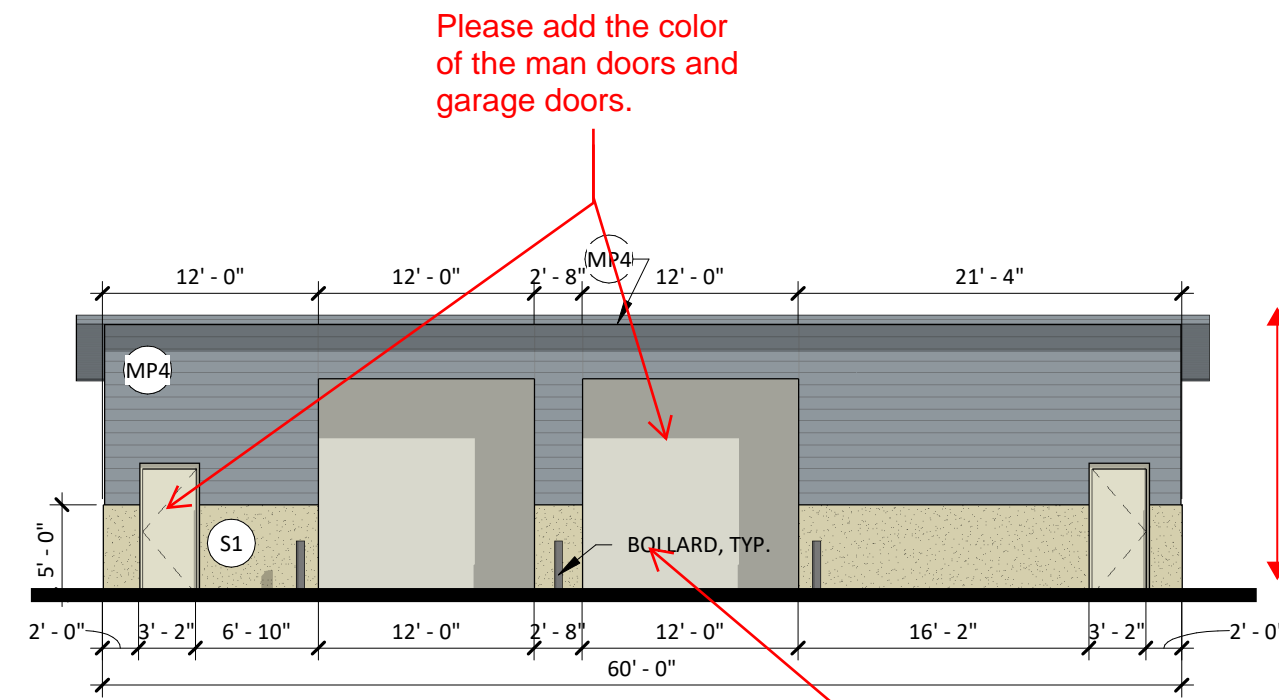 Please add the color
of the man doors and
garage doors.
MP4
12' - 0" 12' - 0" 2' - 8" 12' - 0" 21' - 4"
MP4
5' - 0"
S1
BOLLARD, TYP.
2' - 0" 3' - 2" 6' - 10" 12' - 0" 2' - 8" 12' - 0" 16' - 2" 3' - 2" 2' - 0
60' - 0"